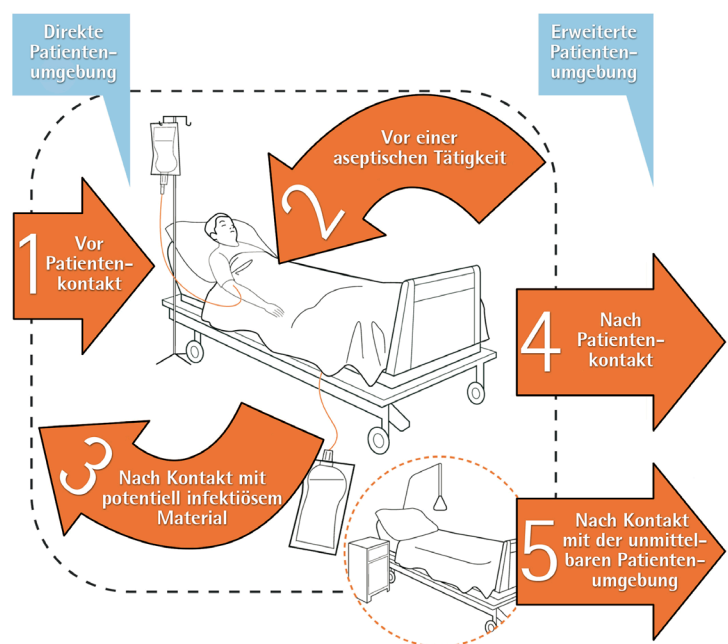 Direkte
Patienten-
umgebung
Erweiterte
Patienten-
umgebung
1
Vor
Patienten-
kontakt
2
Vor einer
aseptischen Tätigkeit
3
Nach Kontakt mit
potentiell infektiösem
Material
4
Nach
Patienten-
kontakt
5
Nach Kontakt
mit der unmittel-
baren Patienten-
umgebung